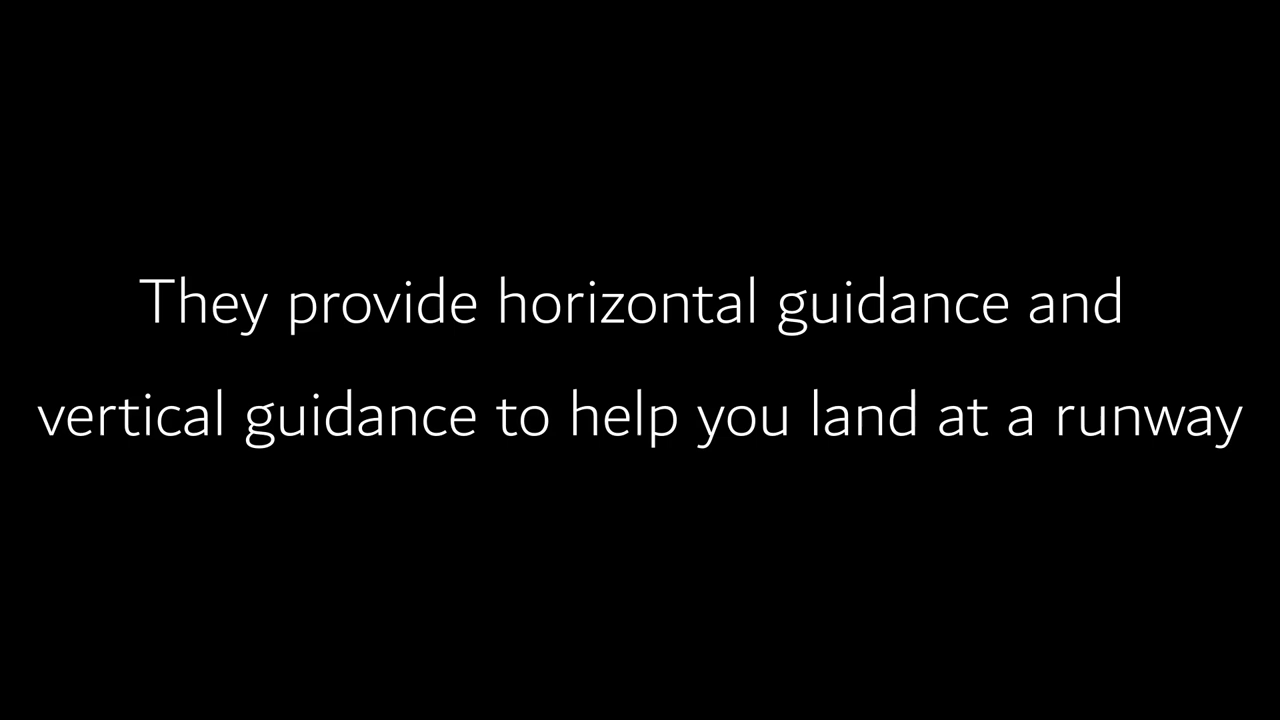 They provide horizontal guidance and
vertical guidance to help you land at a runway